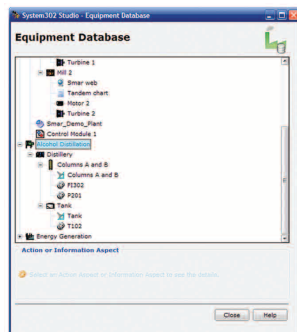 System302 Studio - Equipment Database
Equipment Database
Turbine 1
Mill 2
Smar web
Tandem chart
Motor 2
Turbine 2
Smar_Demo_Plant
Control Module 1
Alcohol Distillation
Distillery
Columns A and B
Columns A and B
FI302
P201
Tank
Tank
T102
Energy Generation
Action or Information Aspect
Select an Action Aspect or Information Aspect to see the details.
Close
Help